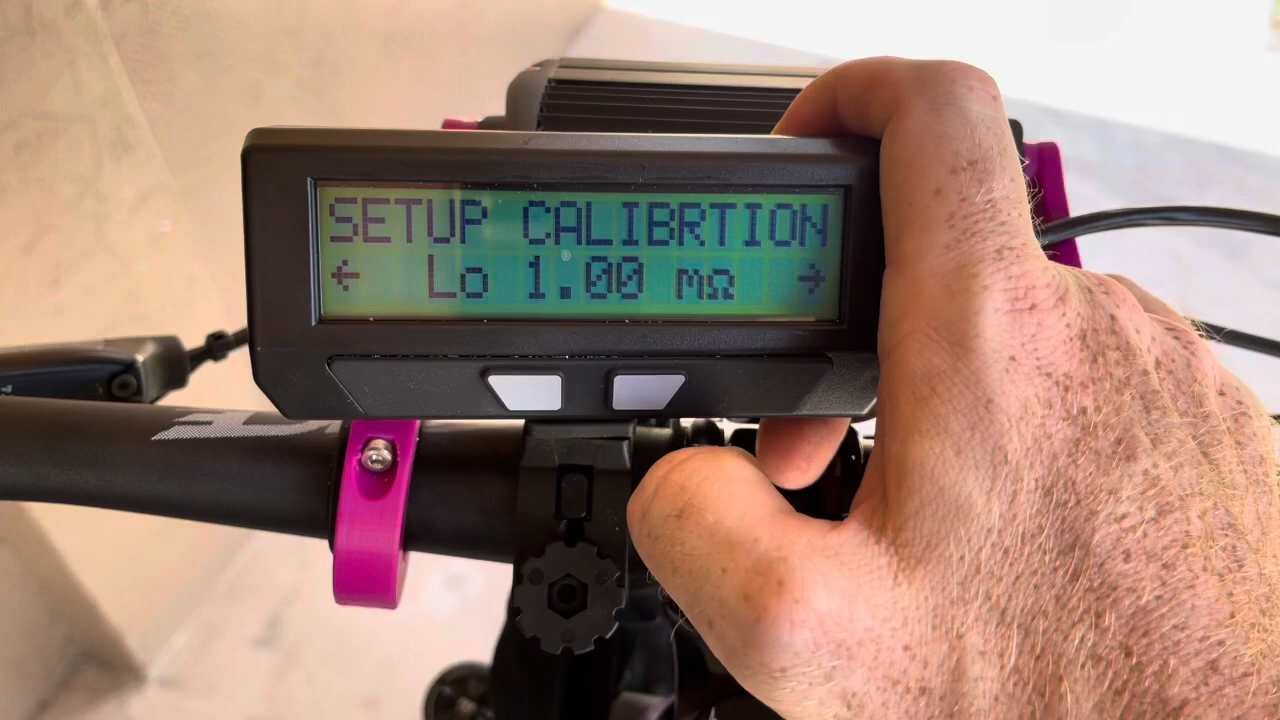 SETUP CALIBRTION
← Lo 1.00 mΩ →